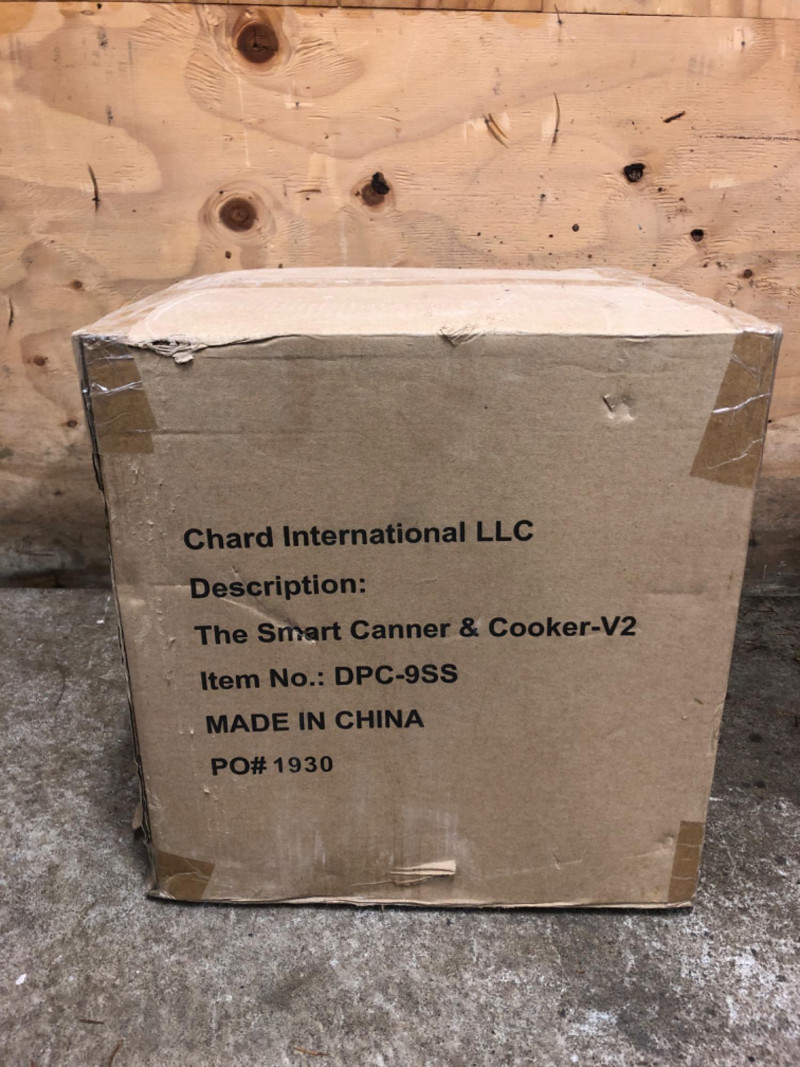 Chard International LLC
Description:
The Smart Canner & Cooker-V2
Item No.: DPC-9SS
MADE IN CHINA
PO# 1930